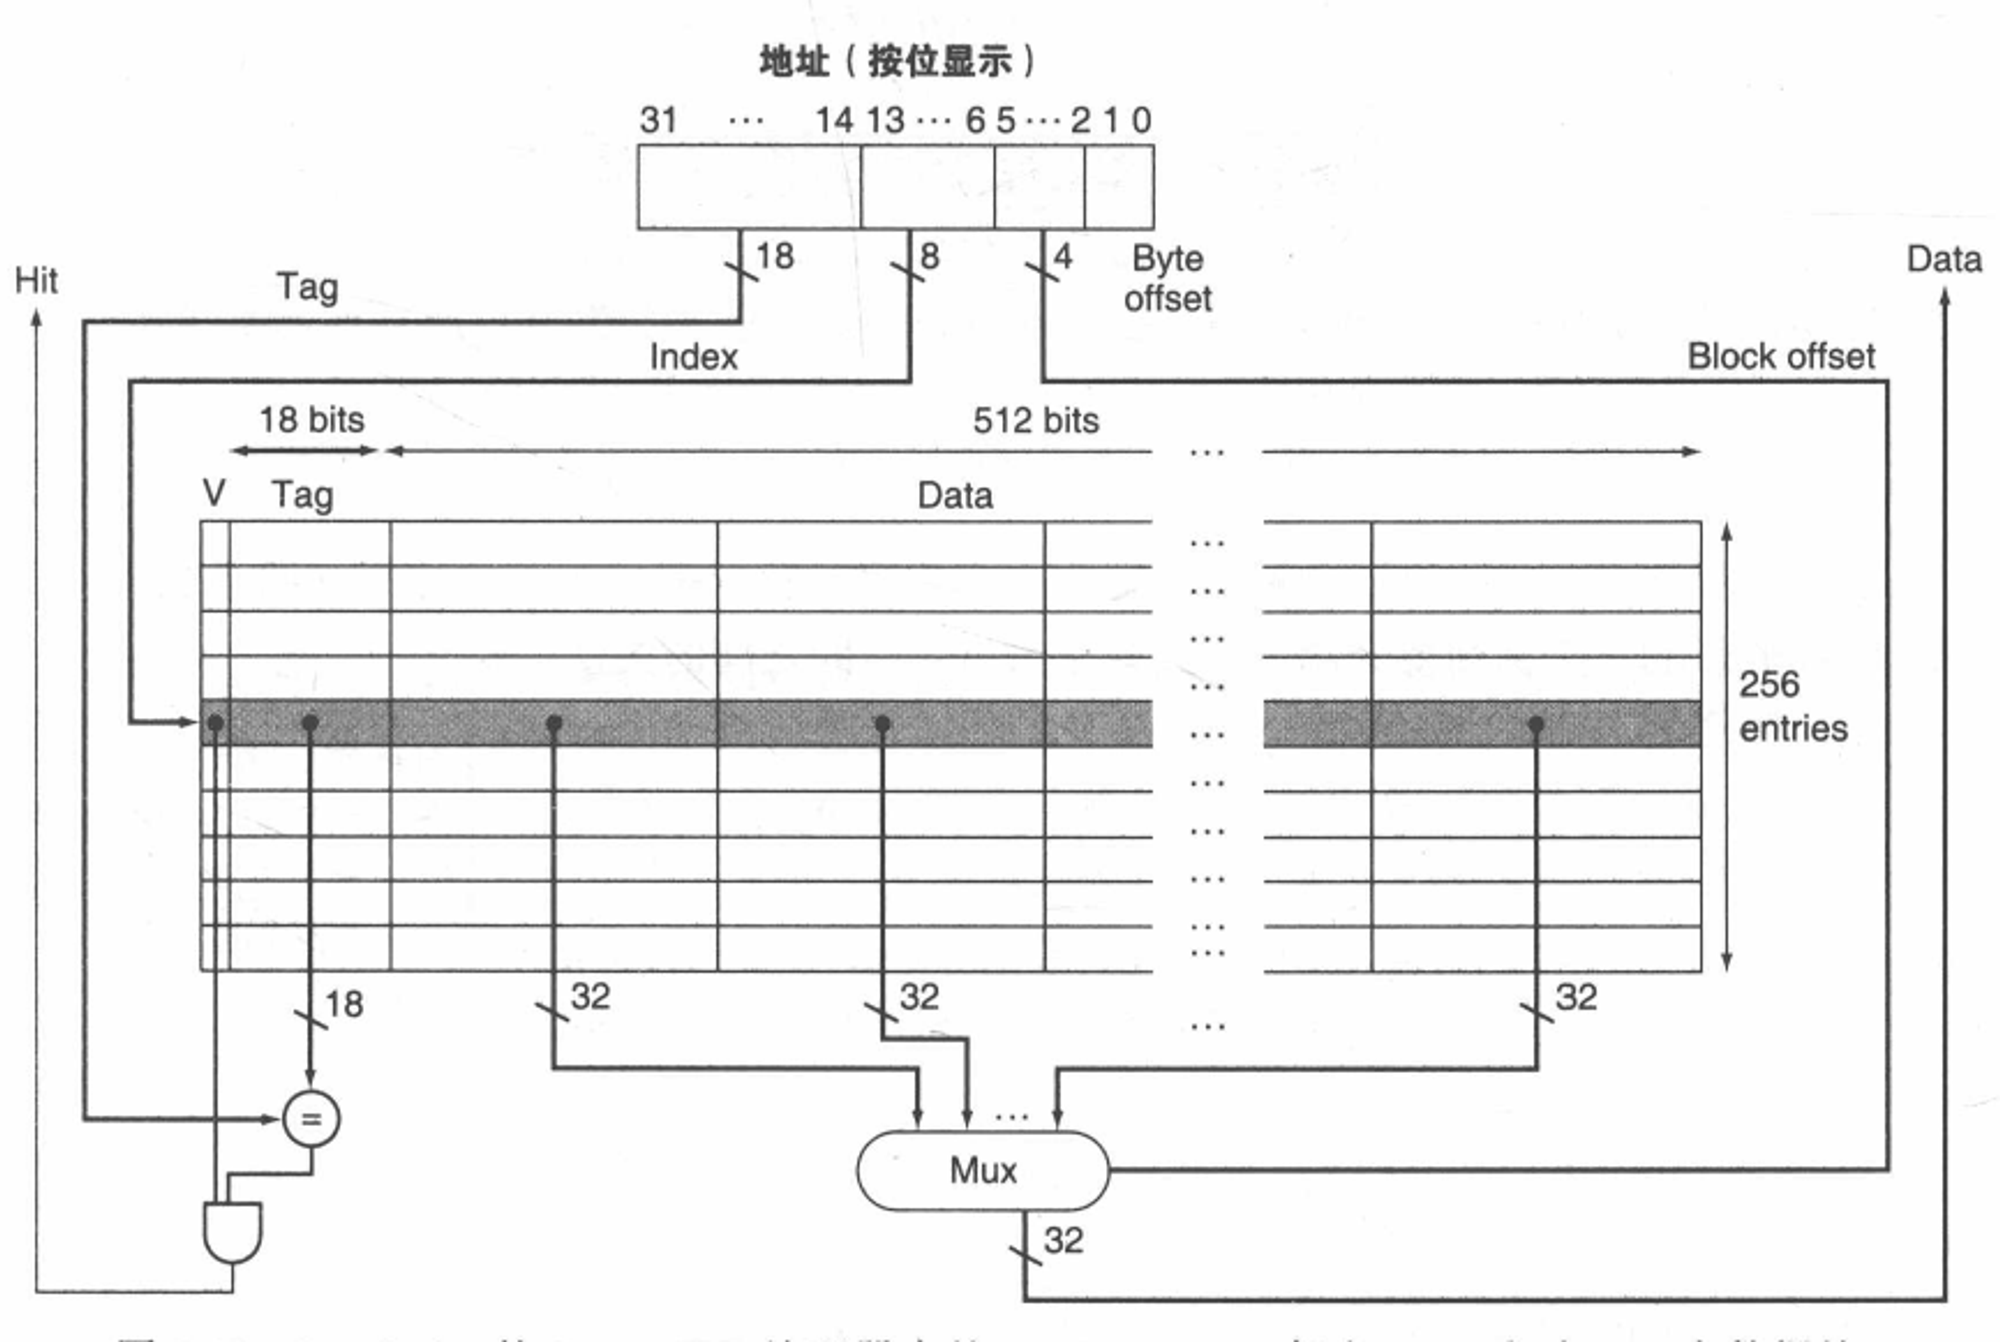 地址（按位显示）
31 ··· 14 13 ··· 6 5 ··· 2 1 0
18 8 4 Byte
offset
Hit
Data
Tag
Index
Block offset
18 bits
512 bits
···
V Tag Data
···
···
···
···
···
···
···
···
···
···
256
entries
18 32 32 ··· 32
=
···
Mux
32